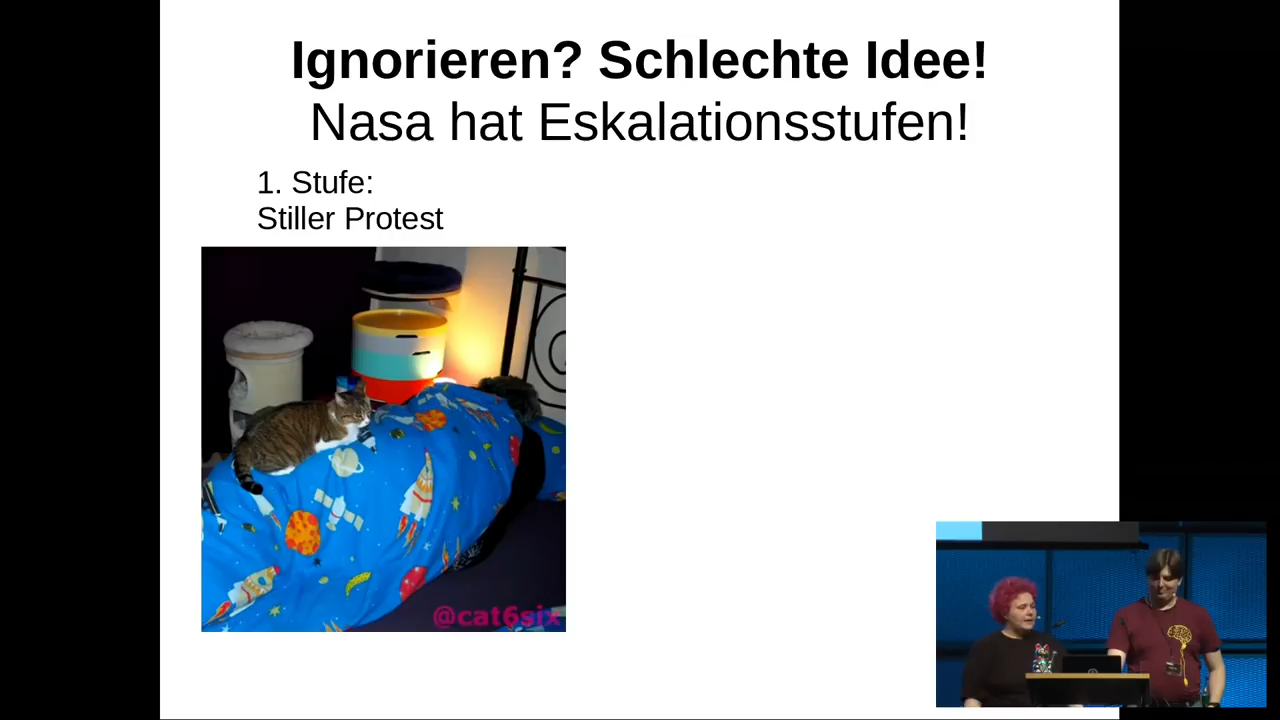 Ignorieren? Schlechte Idee!
Nasa hat Eskalationsstufen!
1. Stufe:
Stiller Protest
@cat6six